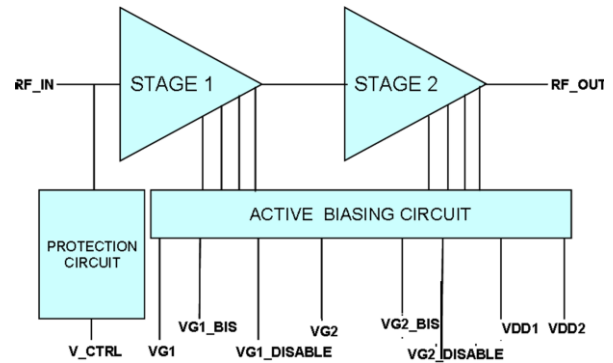 STAGE 1
STAGE 2
RF_IN
RF_OUT
ACTIVE BIASING CIRCUIT
PROTECTION
CIRCUIT
V_CTRL
VG1
VG1_BIS
VG1_DISABLE
VG2
VG2_BIS
VG2_DISABLE
VDD1
VDD2